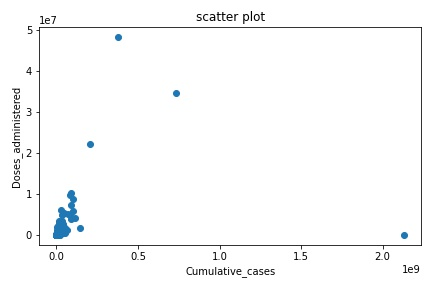 scatter plot
1e7
5
4
3
2
1
0
Doses_administered
0.0 0.5 1.0 1.5 2.0
1e9
Cumulative_cases